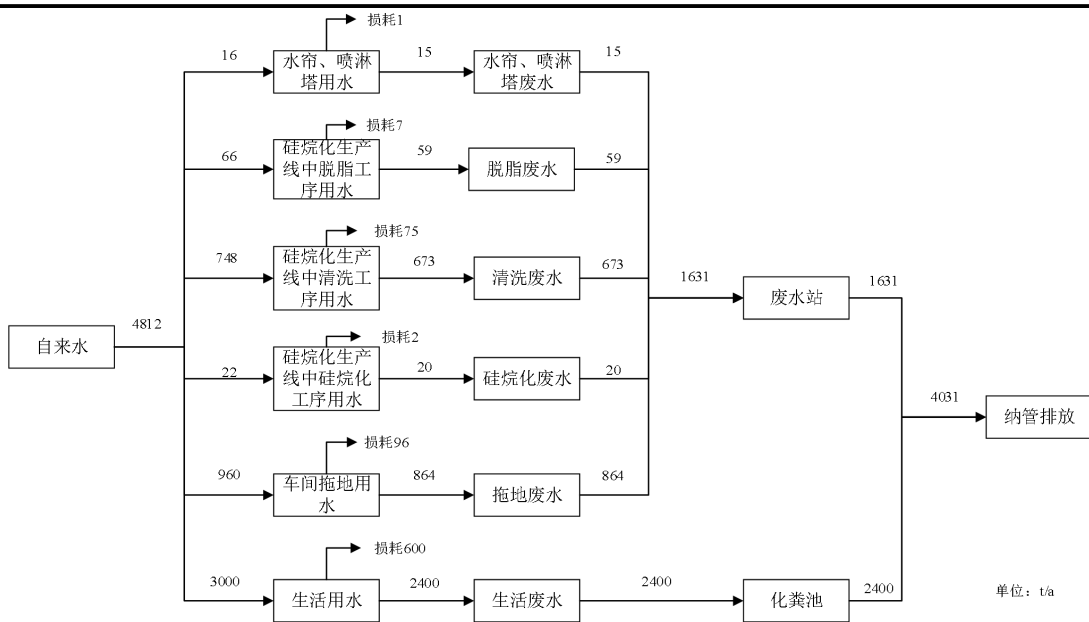 损耗1
16
水帘、喷淋
塔用水
15
水帘、喷淋
塔废水
15
损耗7
66
硅烷化生产
线中脱脂工
序用水
59
脱脂废水
59
损耗75
748
硅烷化生产
线中清洗工
序用水
673
清洗废水
673
1631
废水站
1631
自来水
4812
损耗2
22
硅烷化生产
线中硅烷化
工序用水
20
硅烷化废水
20
4031
纳管排放
损耗96
960
车间拖地用
水
864
拖地废水
864
损耗600
3000
生活用水
2400
生活废水
2400
化粪池
2400
单位：t/a